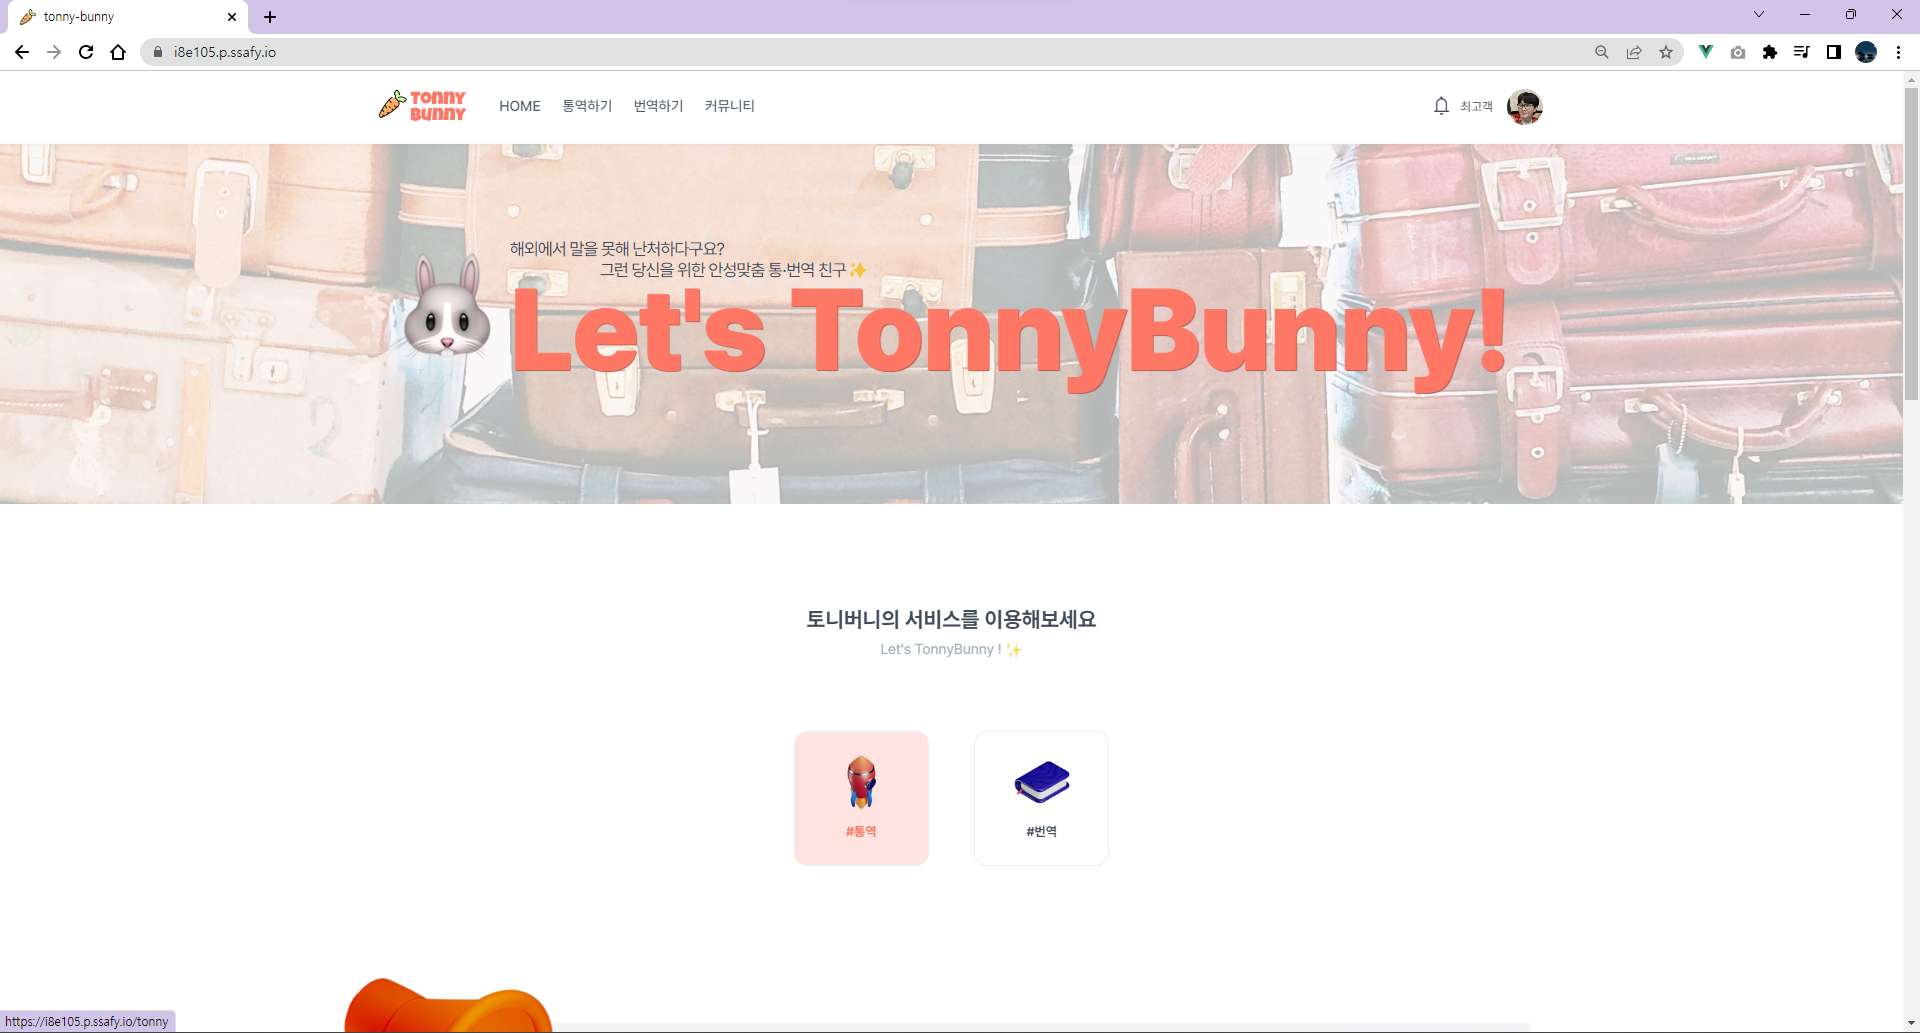 tonny-bunny
i8e105.p.ssafy.io
TONNY
BUNNY
HOME 통역하기 번역하기 커뮤니티
최고객
해외에서 말을 못해 난처하다구요?
그런 당신을 위한 안성맞춤 통·번역 친구✨
Let's TonnyBunny!
토니버니의 서비스를 이용해보세요
Let's TonnyBunny ! ✨
#통역
#번역
https://i8e105.p.ssafy.io/tonny